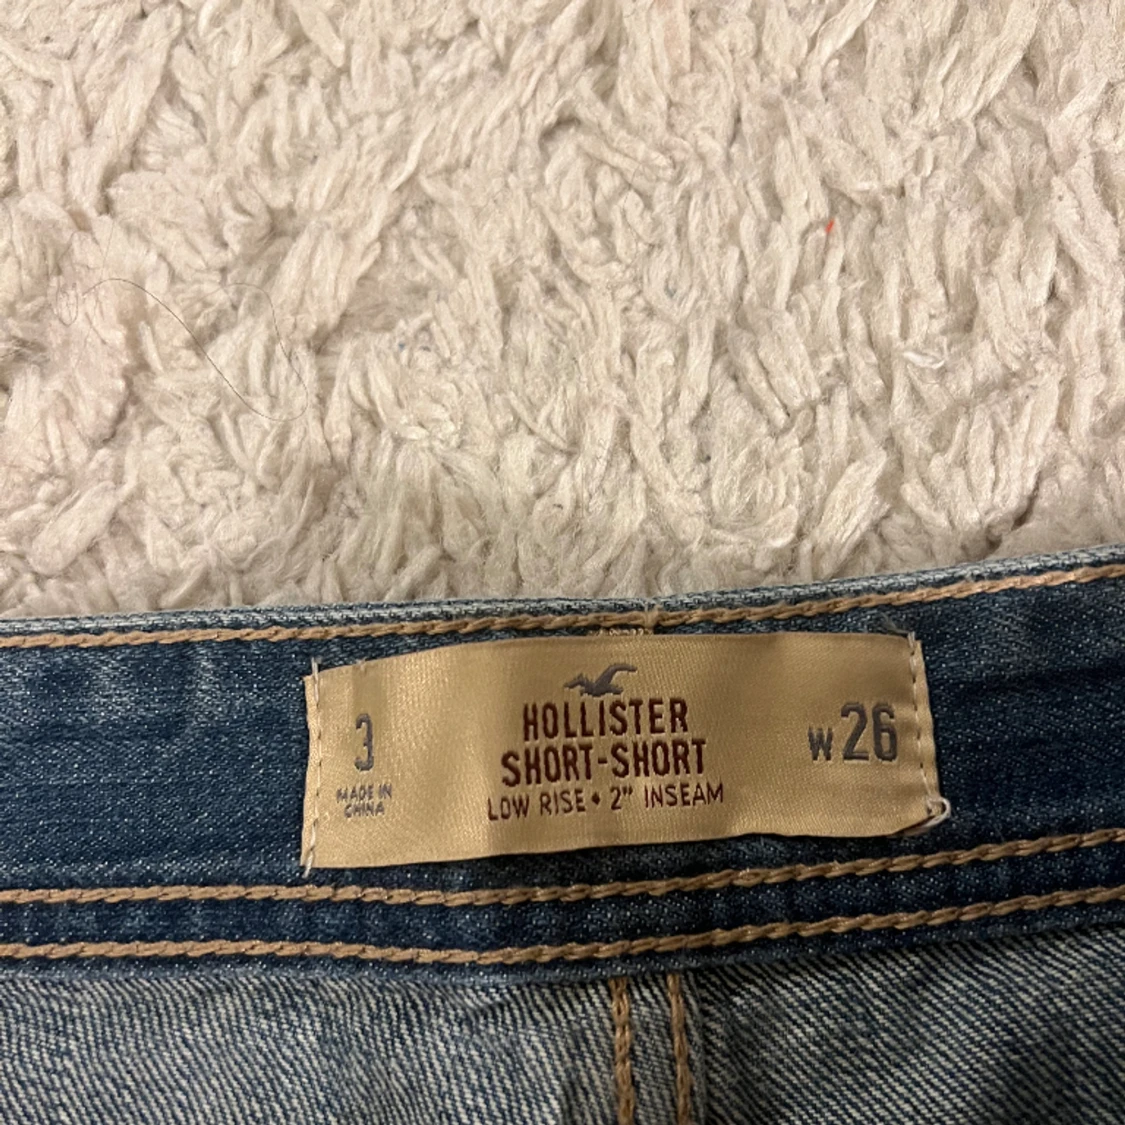 3
MADE IN
CHINA
HOLLISTER
SHORT-SHORT
LOW RISE • 2" INSEAM
W26